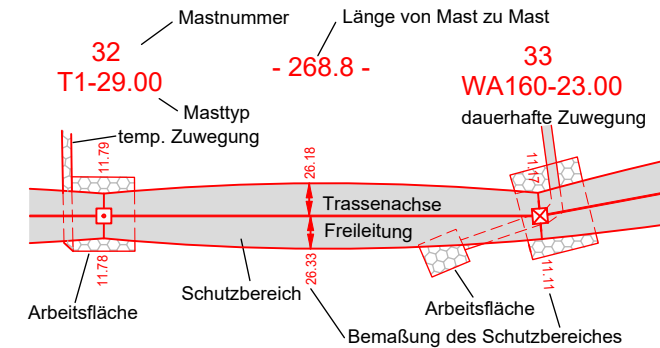 Mastnummer
Länge von Mast zu Mast
32
T1-29.00
- 268.8 -
33
WA160-23.00
Masttyp
temp. Zuwegung
dauerhafte Zuwegung
11.79
26.18
11.17
Trassenachse
Freileitung
11.78
26.33
11.11
Schutzbereich
Arbeitsfläche
Arbeitsfläche
Bemaßung des Schutzbereiches